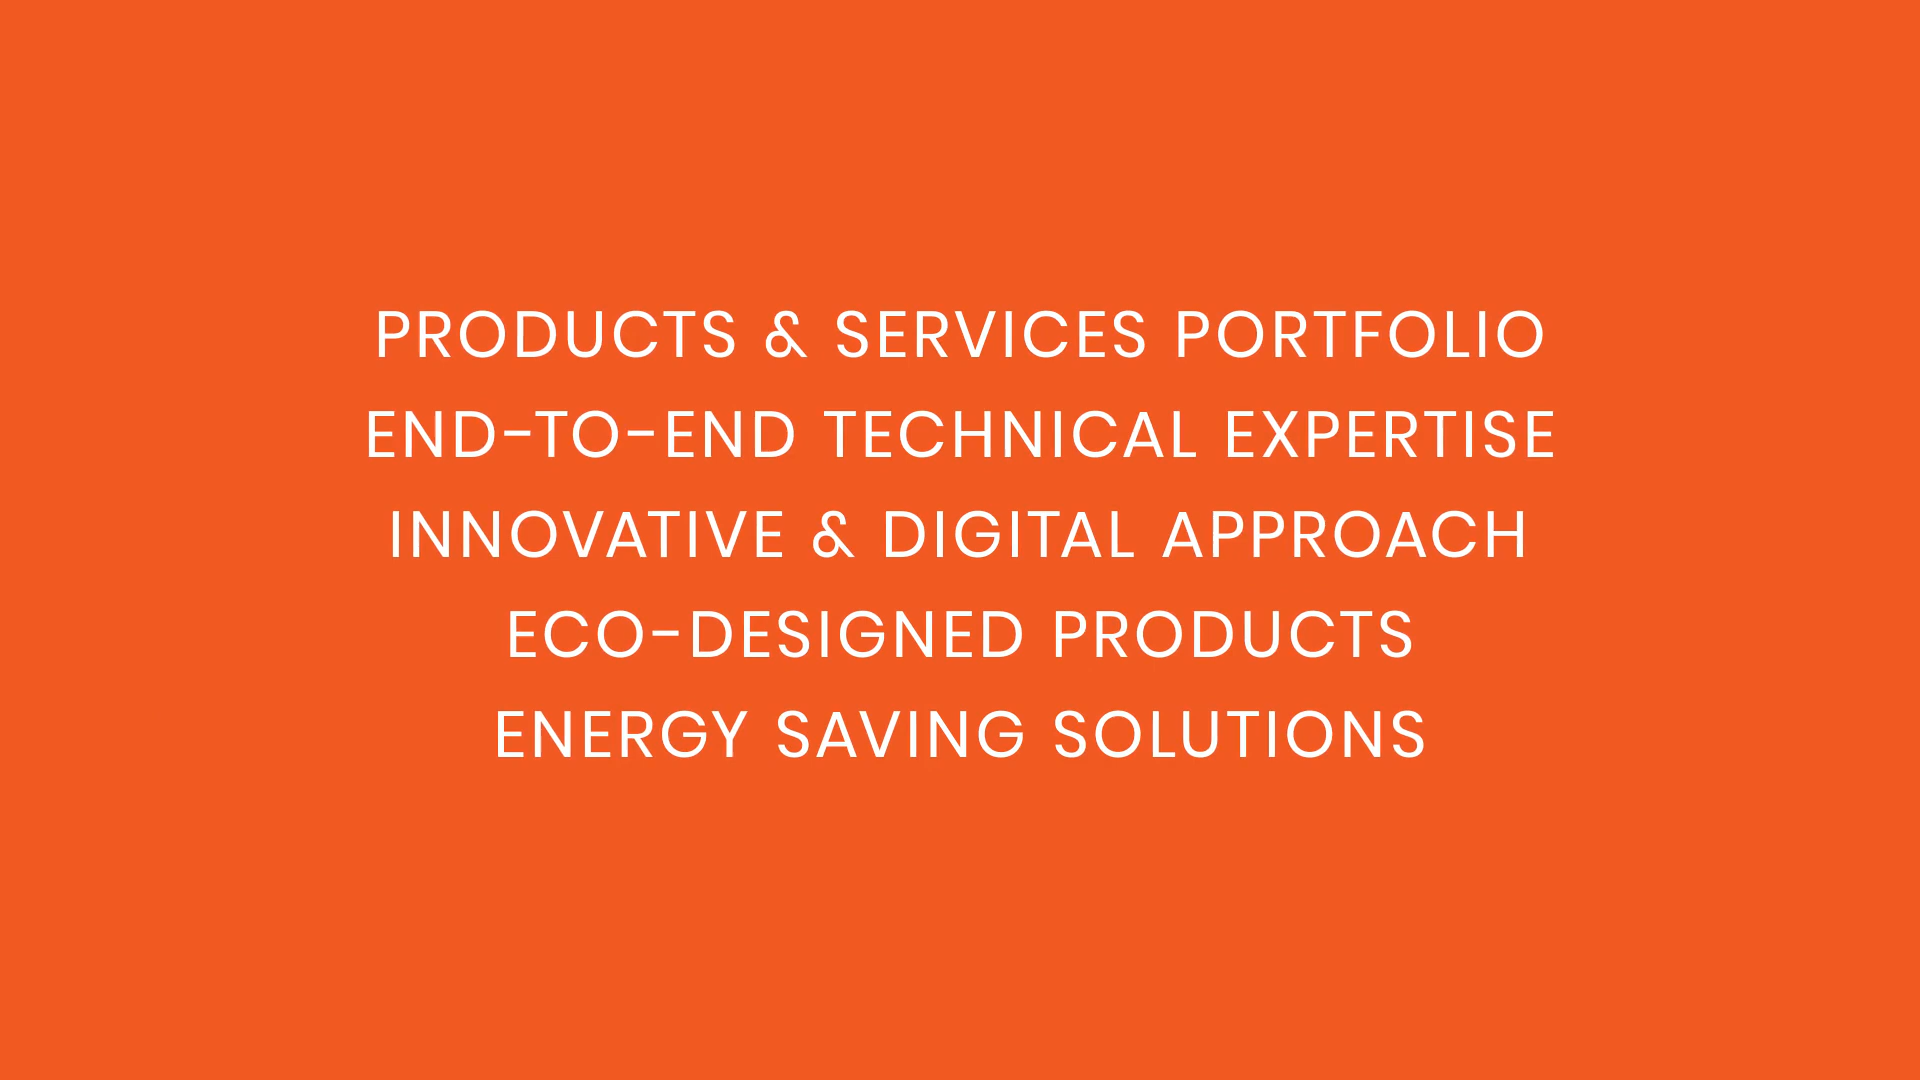 PRODUCTS & SERVICES PORTFOLIO
END-TO-END TECHNICAL EXPERTISE
INNOVATIVE & DIGITAL APPROACH
ECO-DESIGNED PRODUCTS
ENERGY SAVING SOLUTIONS